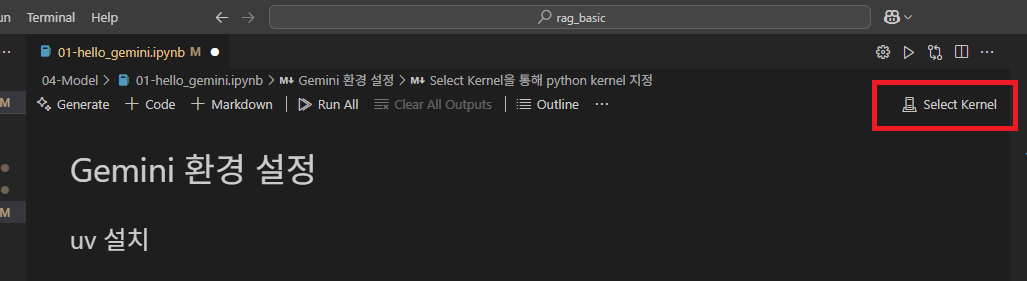 un Terminal Help rag_basic
01-hello_gemini.ipynb M
04-Model > 01-hello_gemini.ipynb > M Gemini 환경 설정 > M Select Kernel을 통해 python kernel 지정
M Generate + Code + Markdown Run All Clear All Outputs Outline ... Select Kernel
Gemini 환경 설정
M
uv 설치